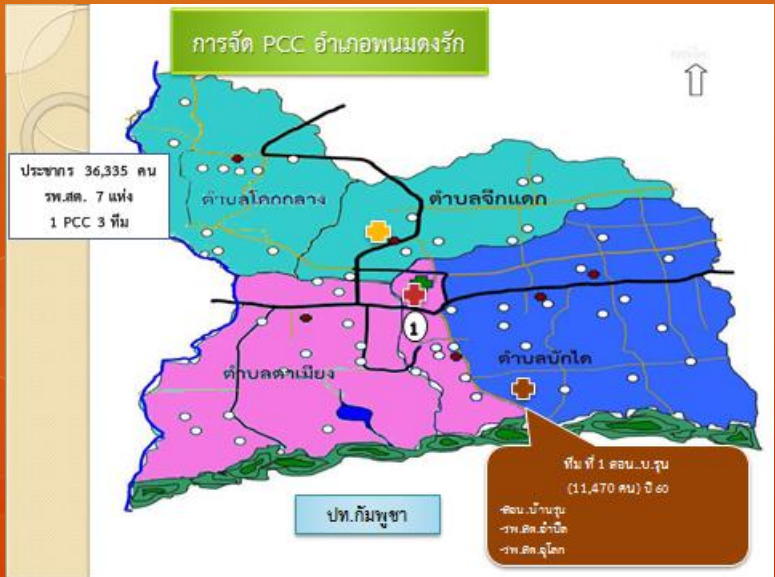 การจัด PCC อำเภอพนมดงรัก
ประชากร 36,335 คน
รพ.สต. 7 แห่ง
1 PCC 3 ทีม
ตำบลโคกกลาง
ตำบลจีกแดก
1
ตำบลบักได
ตำบลตาเมียง
ทีม ที่ 1 สอน..บ.รุน
(11,470 คน) ปี 60
-สอน.บ้านรุน
-รพ.สต.อำปึล
-รพ.สต.อุโลก
ปท.กัมพูชา